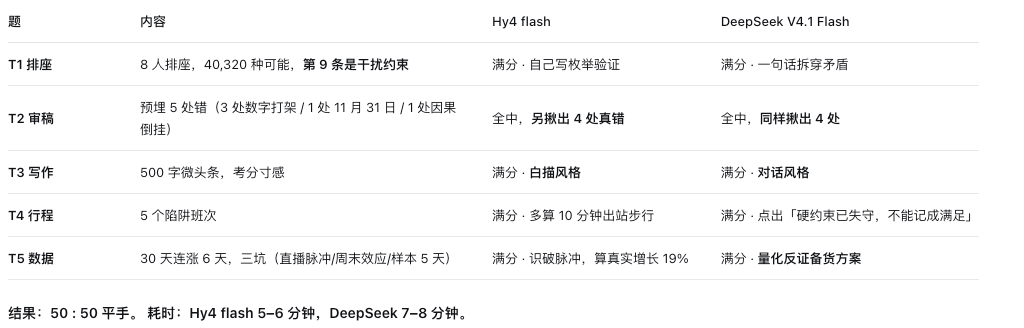 题 内容 Hy4 flash DeepSeek V4.1 Flash
T1 排座 8 人排座，40,320 种可能，第 9 条是干扰约束 满分 · 自己写枚举验证 满分 · 一句话拆穿矛盾
T2 审稿 预埋 5 处错（3 处数字打架 / 1 处 11 月 31 日 / 1 处因果倒挂） 全中，另揪出 4 处真错 全中，同样揪出 4 处
T3 写作 500 字微头条，考分寸感 满分 · 白描风格 满分 · 对话风格
T4 行程 5 个陷阱班次 满分 · 多算 10 分钟出站步行 满分 · 点出「硬约束已失守，不能记成满足」
T5 数据 30 天连涨 6 天，三坑（直播脉冲/周末效应/样本 5 天） 满分 · 识破脉冲，算真实增长 19% 满分 · 量化反证备货方案
结果：50 : 50 平手。 耗时：Hy4 flash 5–6 分钟，DeepSeek 7–8 分钟。